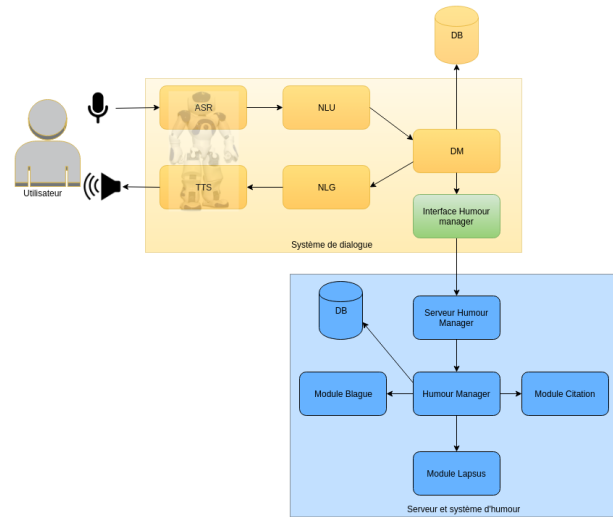 DB
ASR
NLU
DM
TTS
NLG
Utilisateur
Interface Humour
manager
Système de dialogue
Serveur Humour
Manager
DB
Module Blague
Humour Manager
Module Citation
Module Lapsus
Serveur et système d'humour